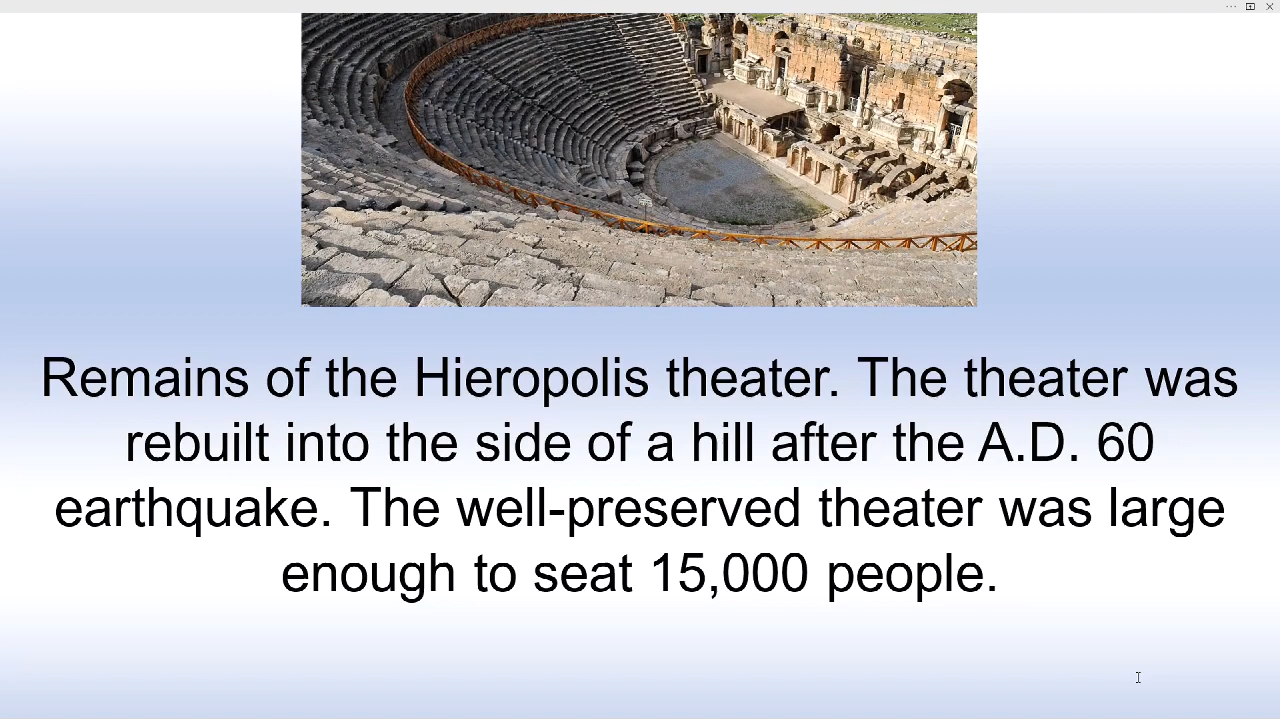 Remains of the Hieropolis theater. The theater was
rebuilt into the side of a hill after the A.D. 60
earthquake. The well-preserved theater was large
enough to seat 15,000 people.